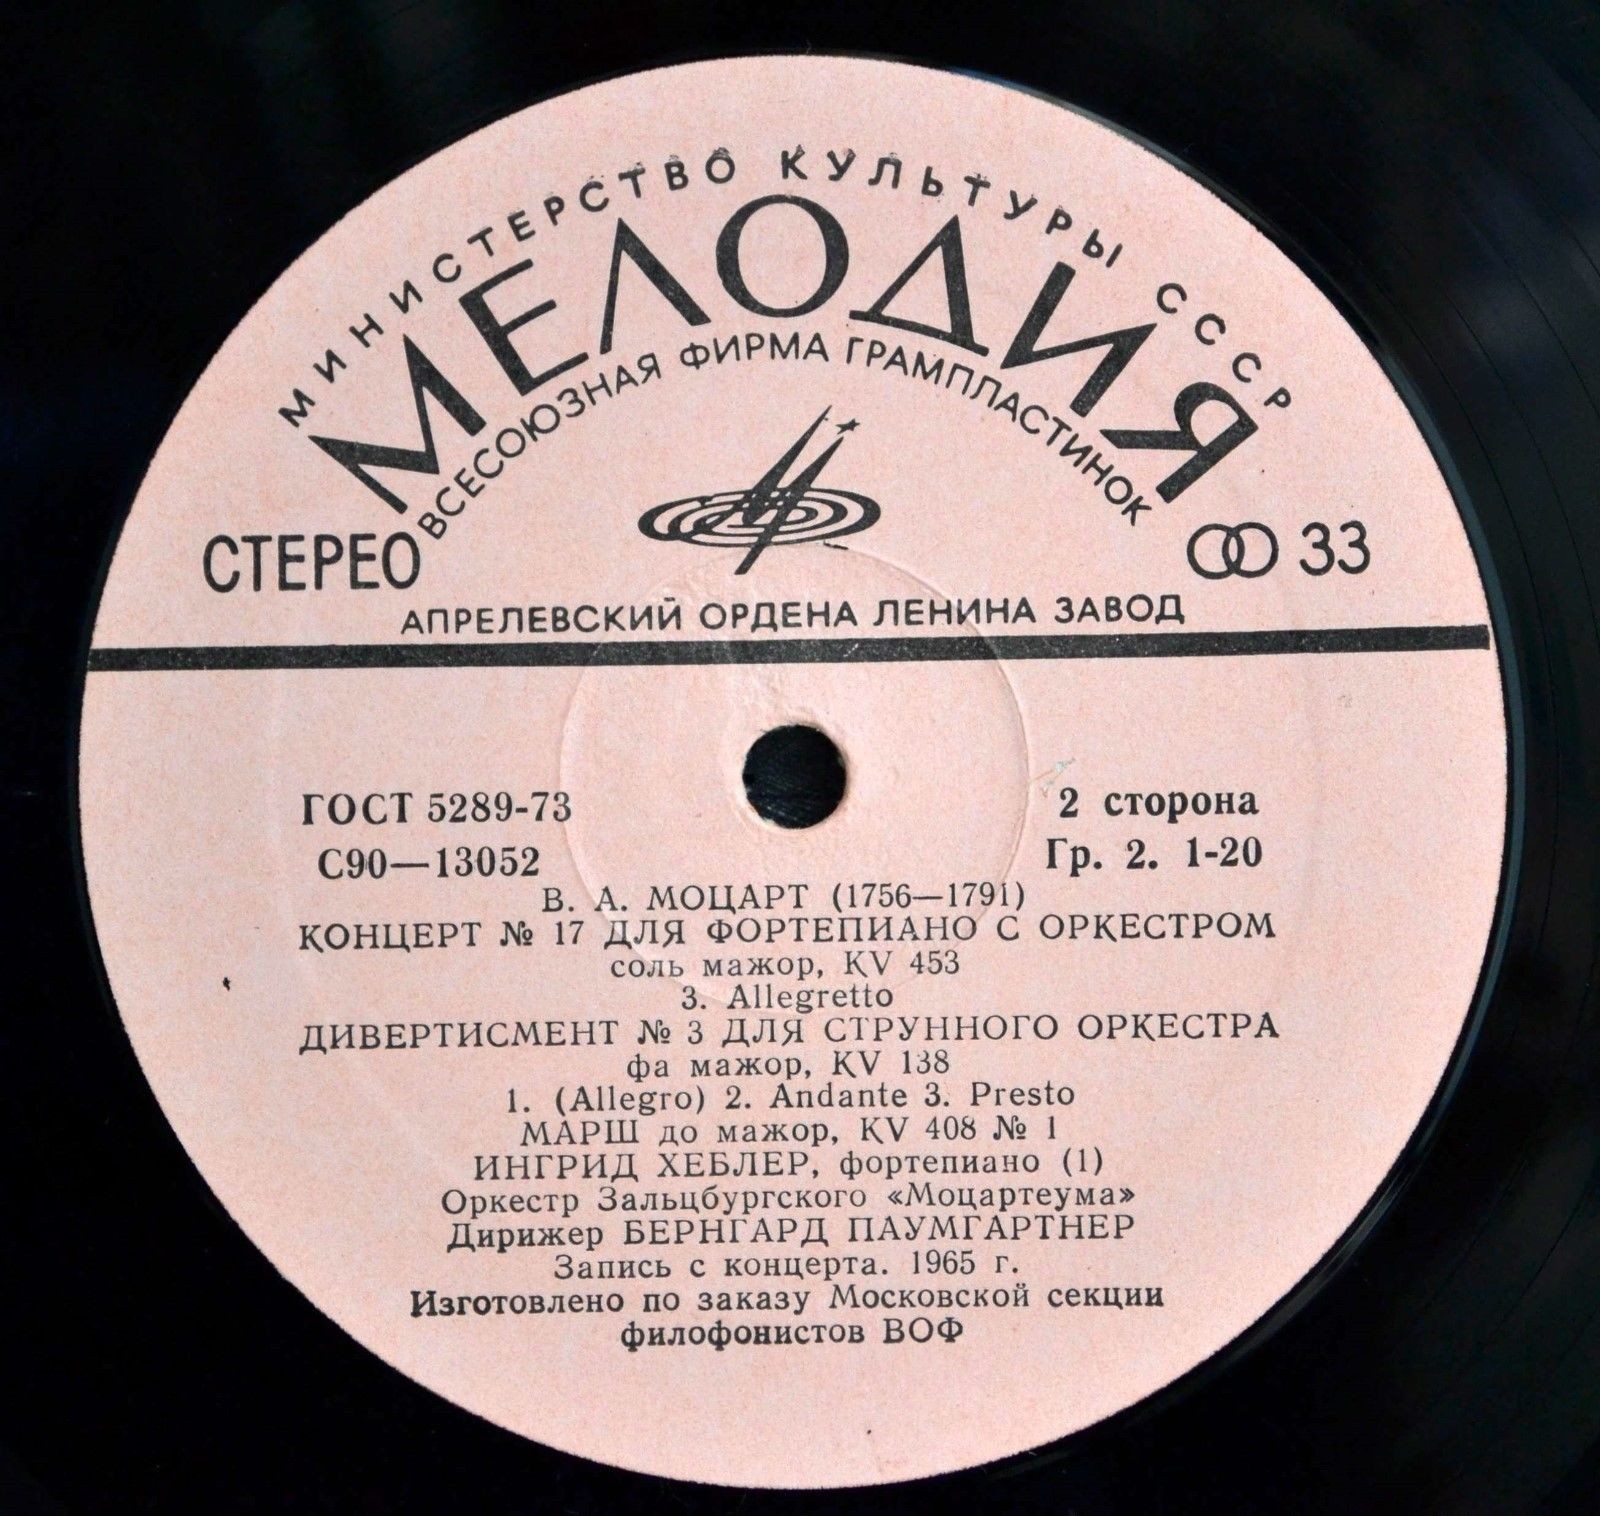 МИНИСТЕРСТВО КУЛЬТУРЫ СССР
МЕЛОДИЯ
ВСЕСОЮЗНАЯ ФИРМА ГРАМПЛАСТИНОК
СТЕРЕО
33
АПРЕЛЕВСКИЙ ОРДЕНА ЛЕНИНА ЗАВОД
ГОСТ 5289-73
2 сторона
С90—13052
Гр. 2. 1-20
В. А. МОЦАРТ (1756—1791)
КОНЦЕРТ № 17 ДЛЯ ФОРТЕПИАНО С ОРКЕСТРОМ
соль мажор, KV 453
3. Allegretto
ДИВЕРТИСМЕНТ № 3 ДЛЯ СТРУННОГО ОРКЕСТРА
фа мажор, KV 138
1. (Allegro) 2. Andante 3. Presto
МАРШ до мажор, KV 408 № 1
ИНГРИД ХЕБЛЕР, фортепиано (1)
Оркестр Зальцбургского «Моцартеума»
Дирижер БЕРНГАРД ПАУМГАРТНЕР
Запись с концерта. 1965 г.
Изготовлено по заказу Московской секции
филофонистов ВОФ